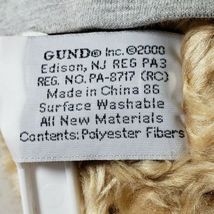 GUND® Inc. ©2000
Edison, NJ REG PA3
REG. NO. PA-8717 (RC)
Made in China 86
Surface Washable
All New Materials
Contents: Polyester Fibers